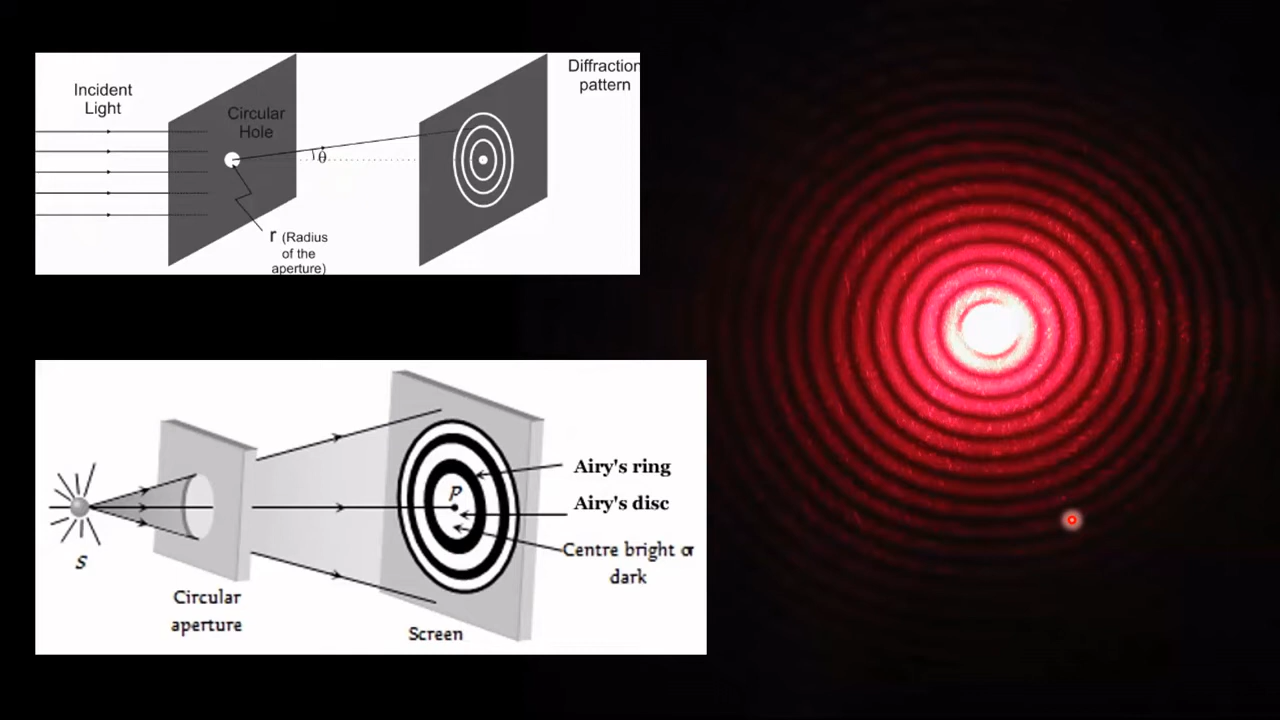 Incident
Light
Circular
Hole
θ
r (Radius
of the
aperture)
Diffraction
pattern
S
Circular
aperture
P
Screen
Airy's ring
Airy's disc
Centre bright or
dark